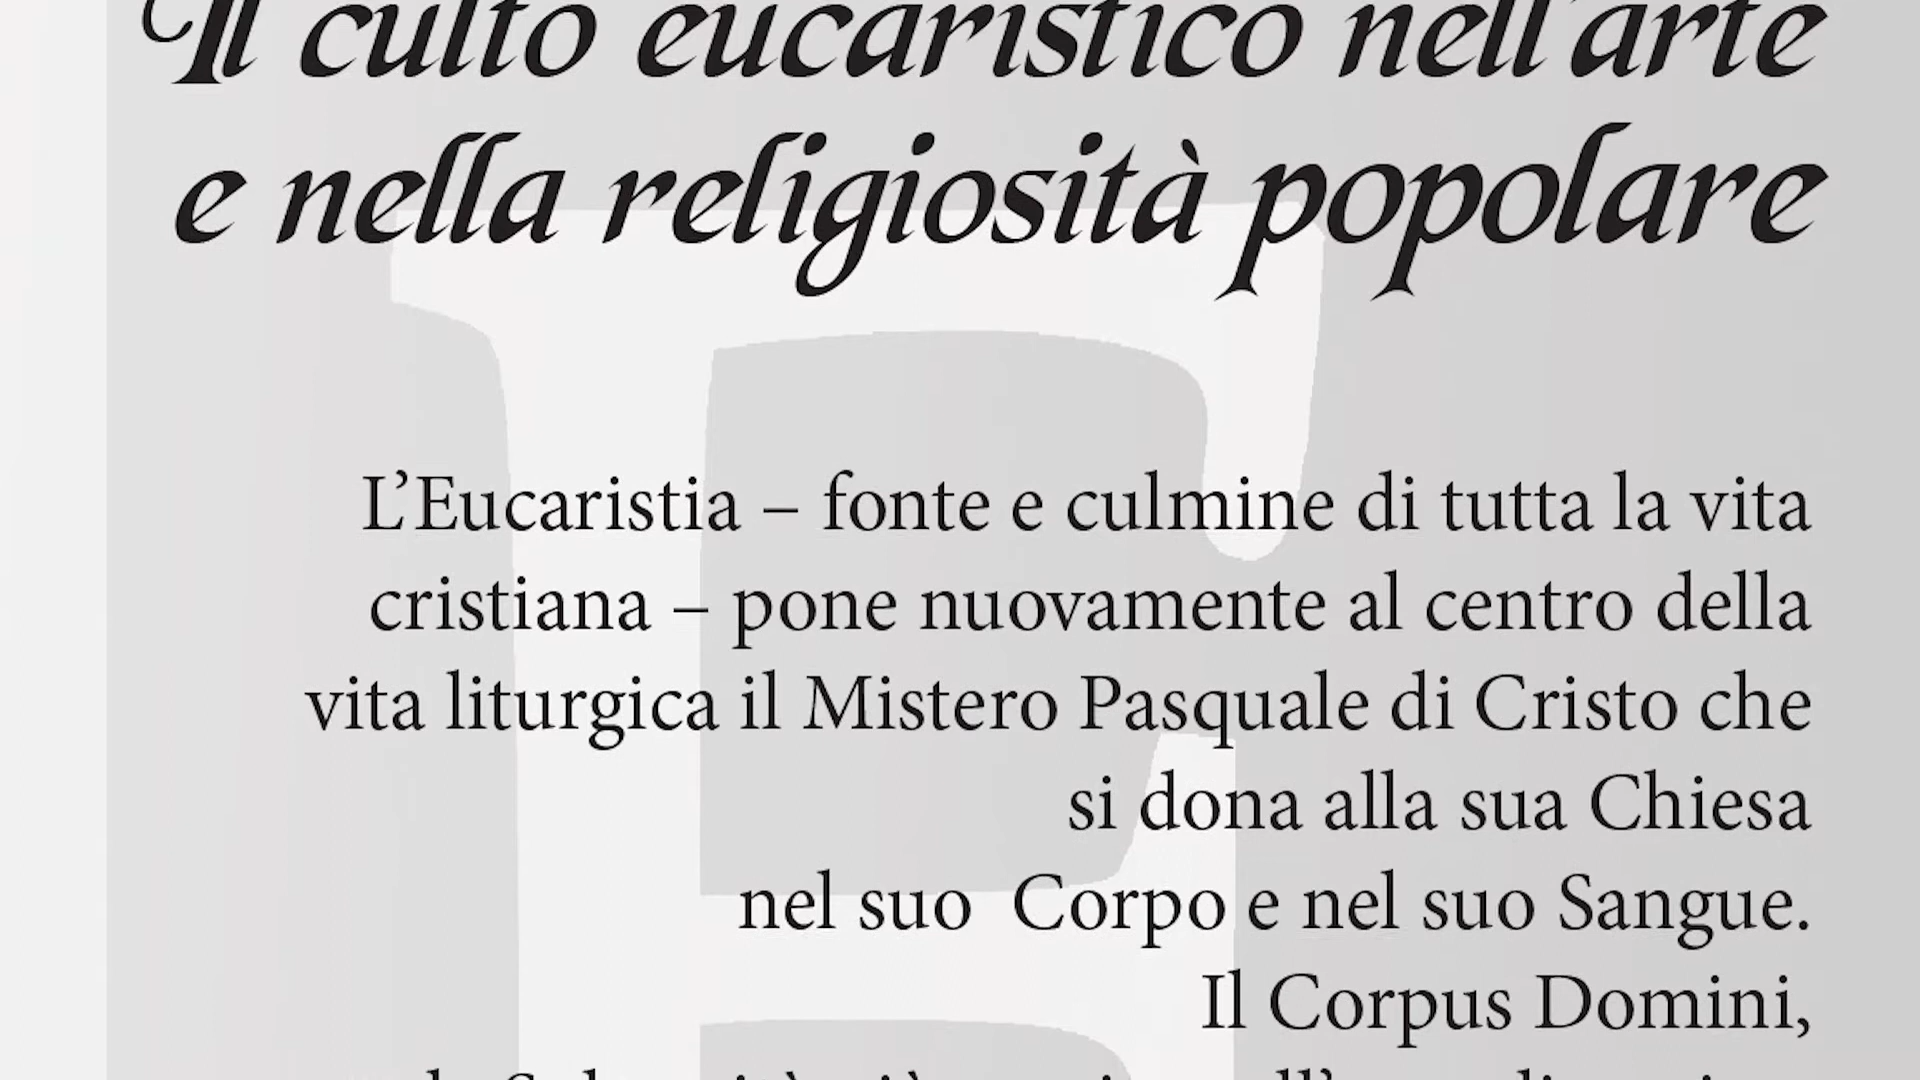 Il culto eucaristico nell'arte
e nella religiosità popolare
L’Eucaristia – fonte e culmine di tutta la vita
cristiana – pone nuovamente al centro della
vita liturgica il Mistero Pasquale di Cristo che
si dona alla sua Chiesa
nel suo  Corpo e nel suo Sangue.
Il Corpus Domini,